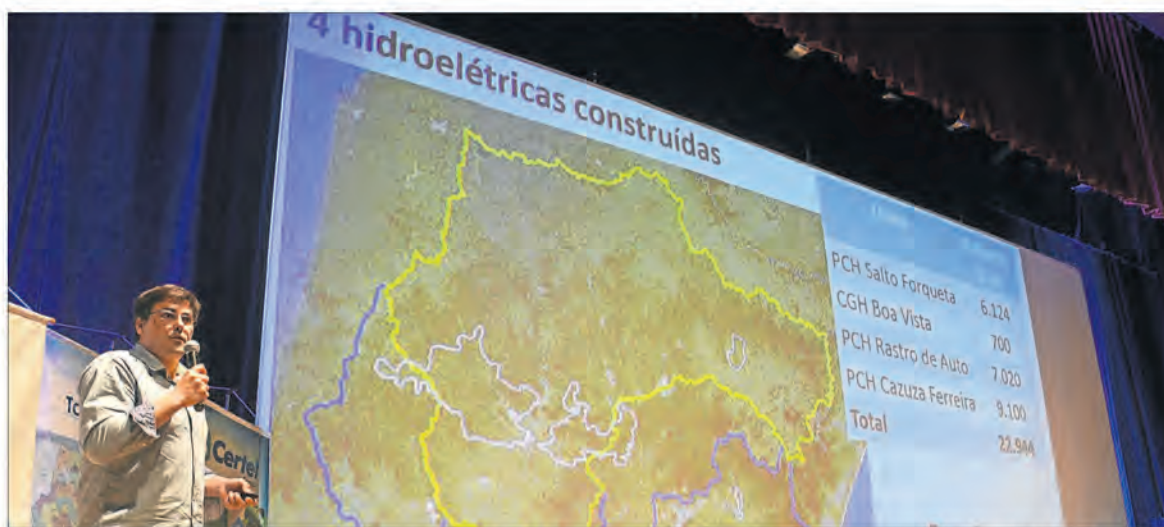 4 hidroelétricas construídas
PCH Salto Forqueta 6.124
CGH Boa Vista 700
PCH Rastro de Auto 7.020
PCH Cazuza Ferreira 9.100
Total 22.944
Certel